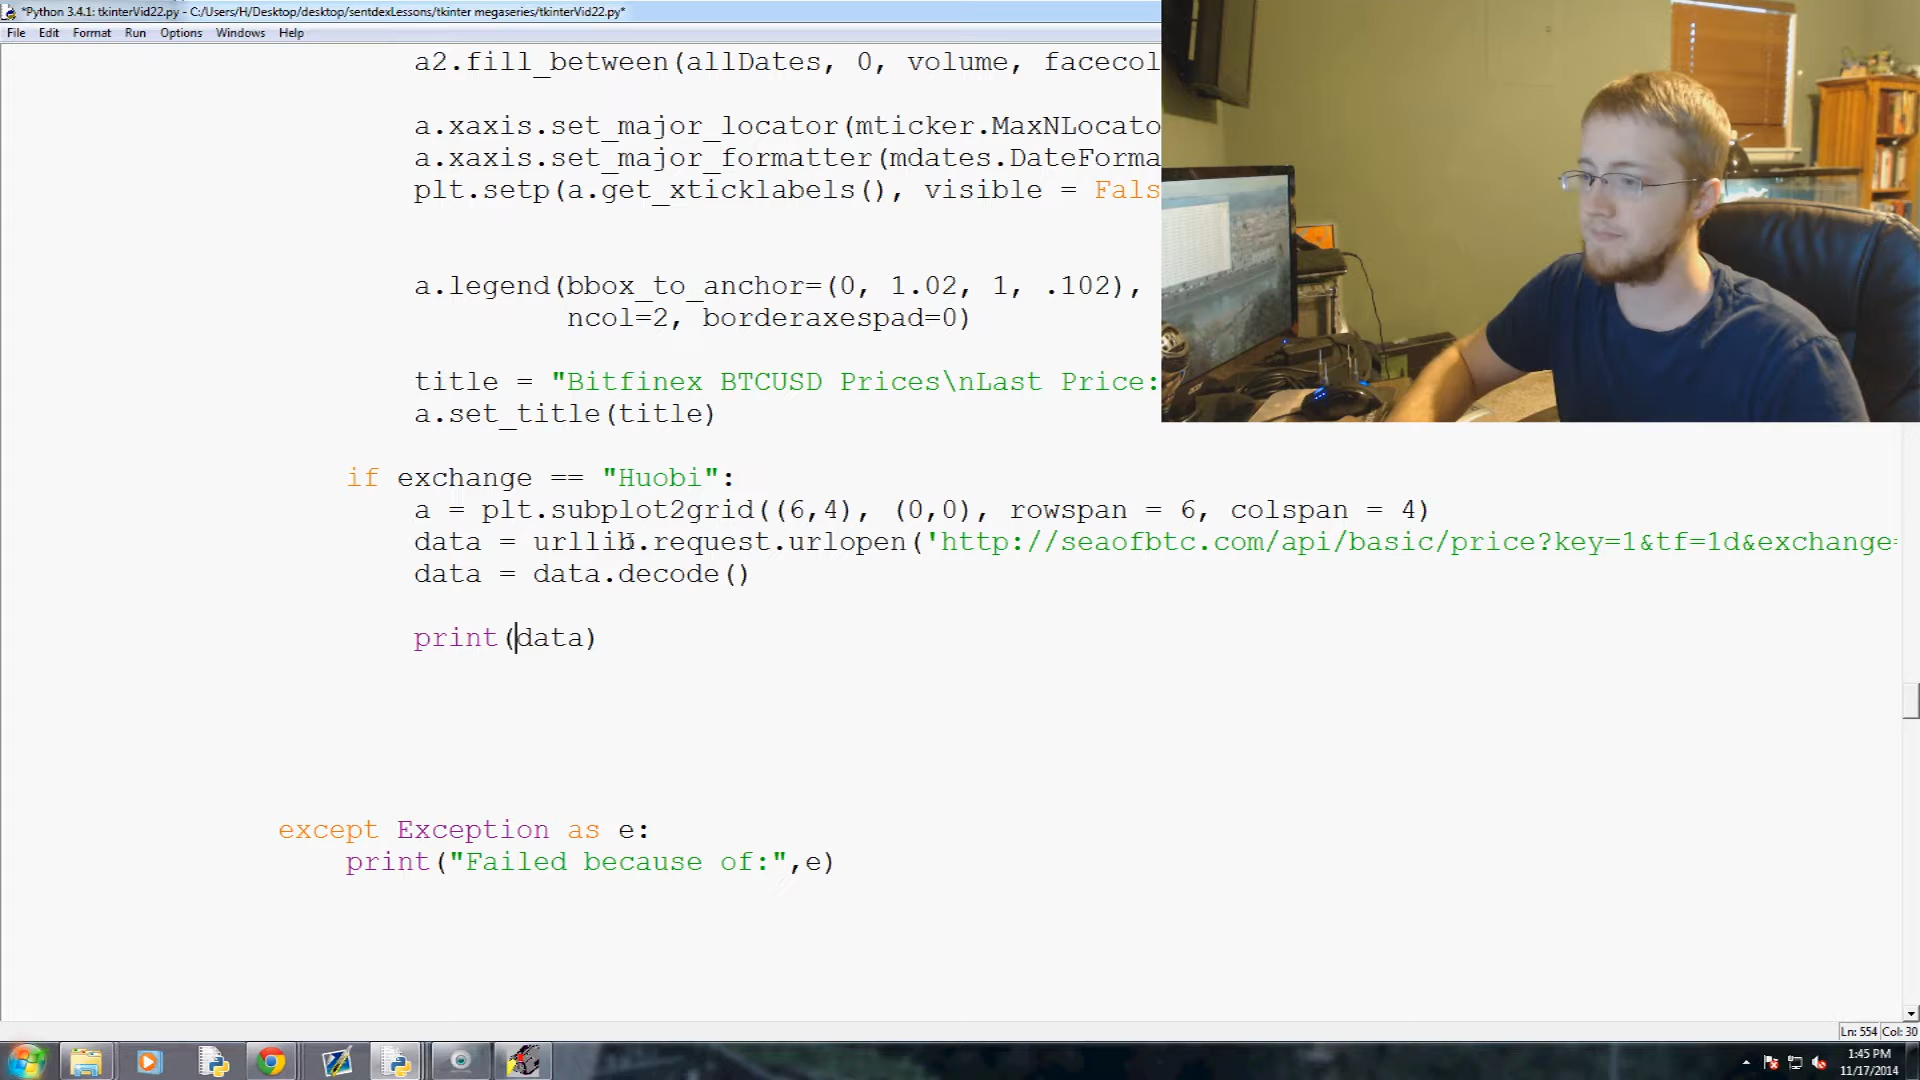 *Python 3.4.1: tkinterVid22.py - C:/Users/H/Desktop/desktop/sentdexLessons/tkinter megaseries/tkinterVid22.py*
File Edit Format Run Options Windows Help
a2.fill_between(allDates, 0, volume, facecol
a.xaxis.set_major_locator(mticker.MaxNLocato
a.xaxis.set_major_formatter(mdates.DateForma
plt.setp(a.get_xticklabels(), visible = Fals
a.legend(bbox_to_anchor=(0, 1.02, 1, .102),
ncol=2, borderaxespad=0)
title = "Bitfinex BTCUSD Prices\nLast Price:
a.set_title(title)
if exchange == "Huobi":
a = plt.subplot2grid((6,4), (0,0), rowspan = 6, colspan = 4)
data = urllib.request.urlopen('http://seaofbtc.com/api/basic/price?key=1&tf=1d&exchange=
data = data.decode()
print(data)
except Exception as e:
print("Failed because of:",e)
Ln: 554 Col: 30
1:45 PM
11/17/2014